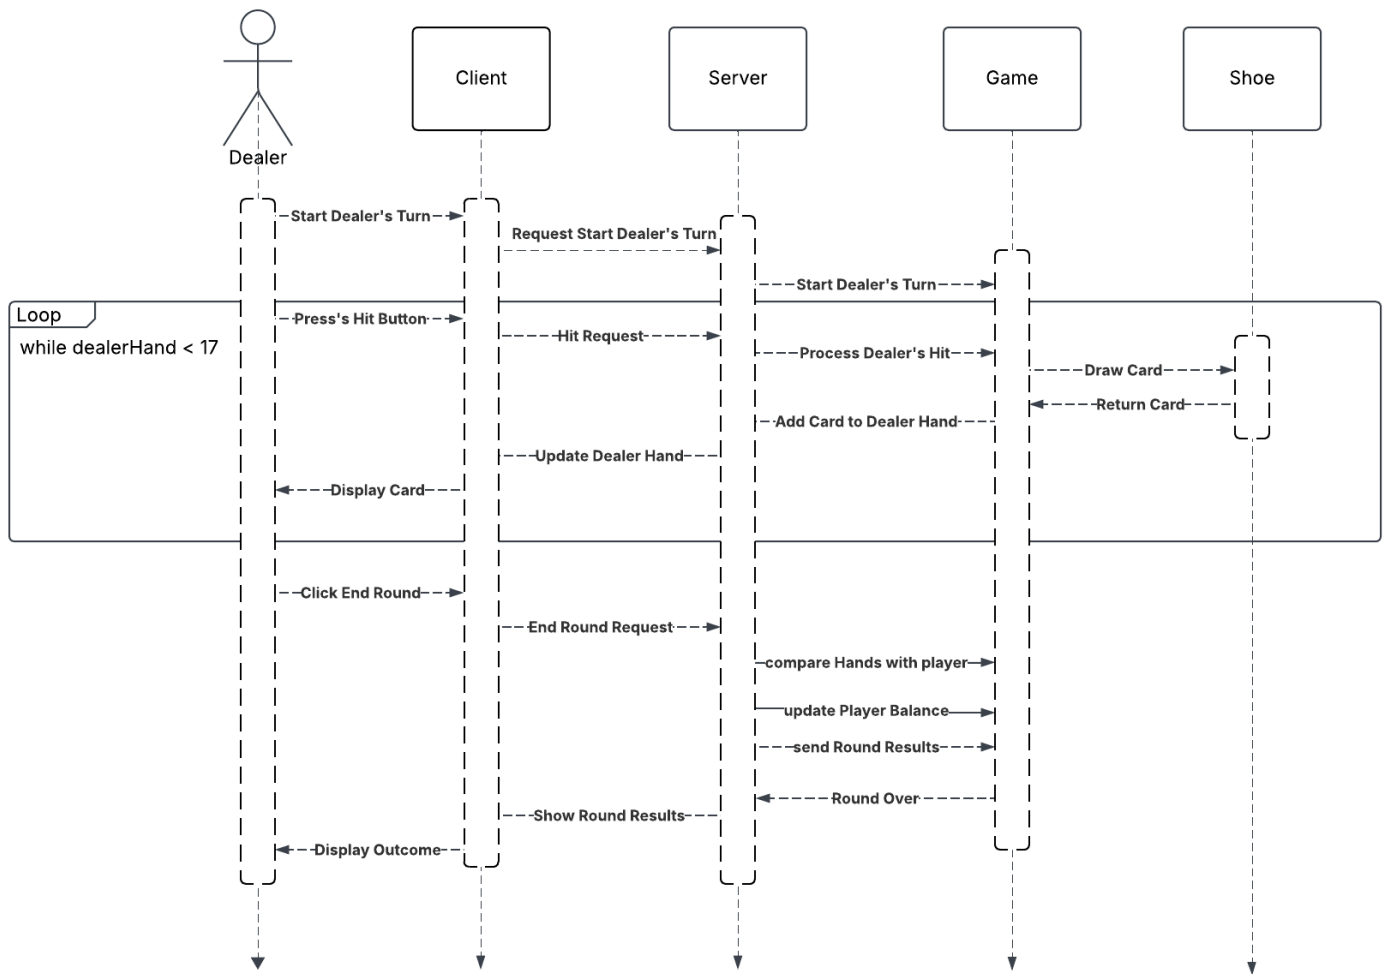 Dealer
Client
Server
Game
Shoe
Start Dealer's Turn
Request Start Dealer's Turn
Start Dealer's Turn
Loop
while dealerHand < 17
Press's Hit Button
Hit Request
Process Dealer's Hit
Draw Card
Return Card
Add Card to Dealer Hand
Update Dealer Hand
Display Card
Click End Round
End Round Request
compare Hands with player
update Player Balance
send Round Results
Round Over
Show Round Results
Display Outcome